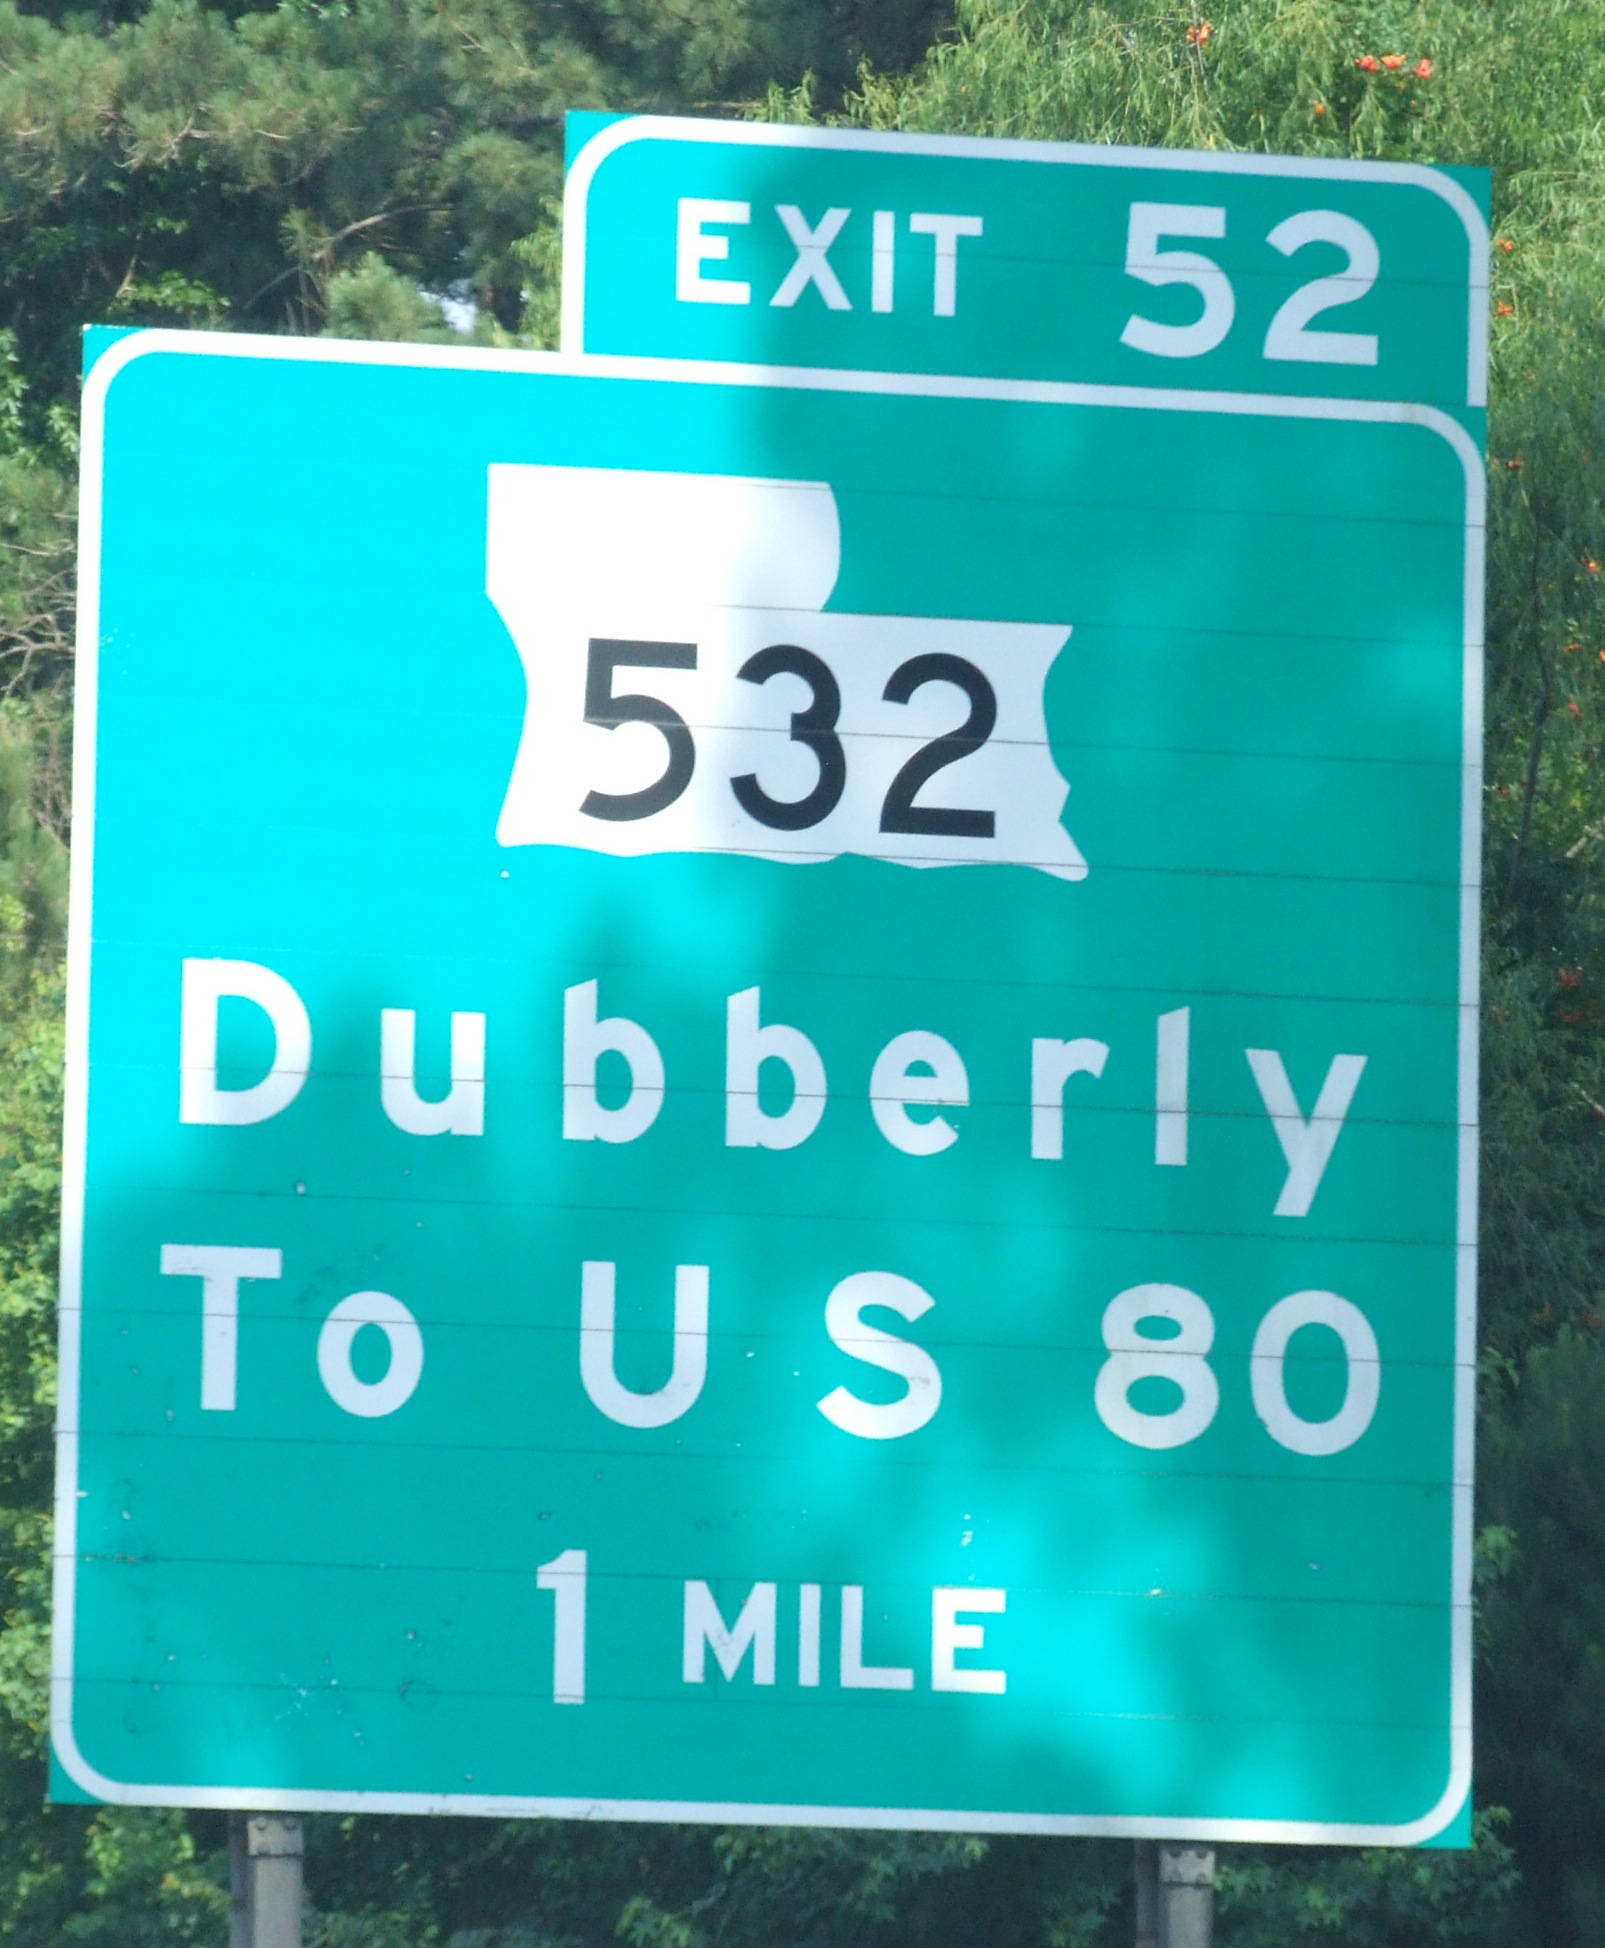 EXIT 52
532
Dubberly
To US 80
1 MILE